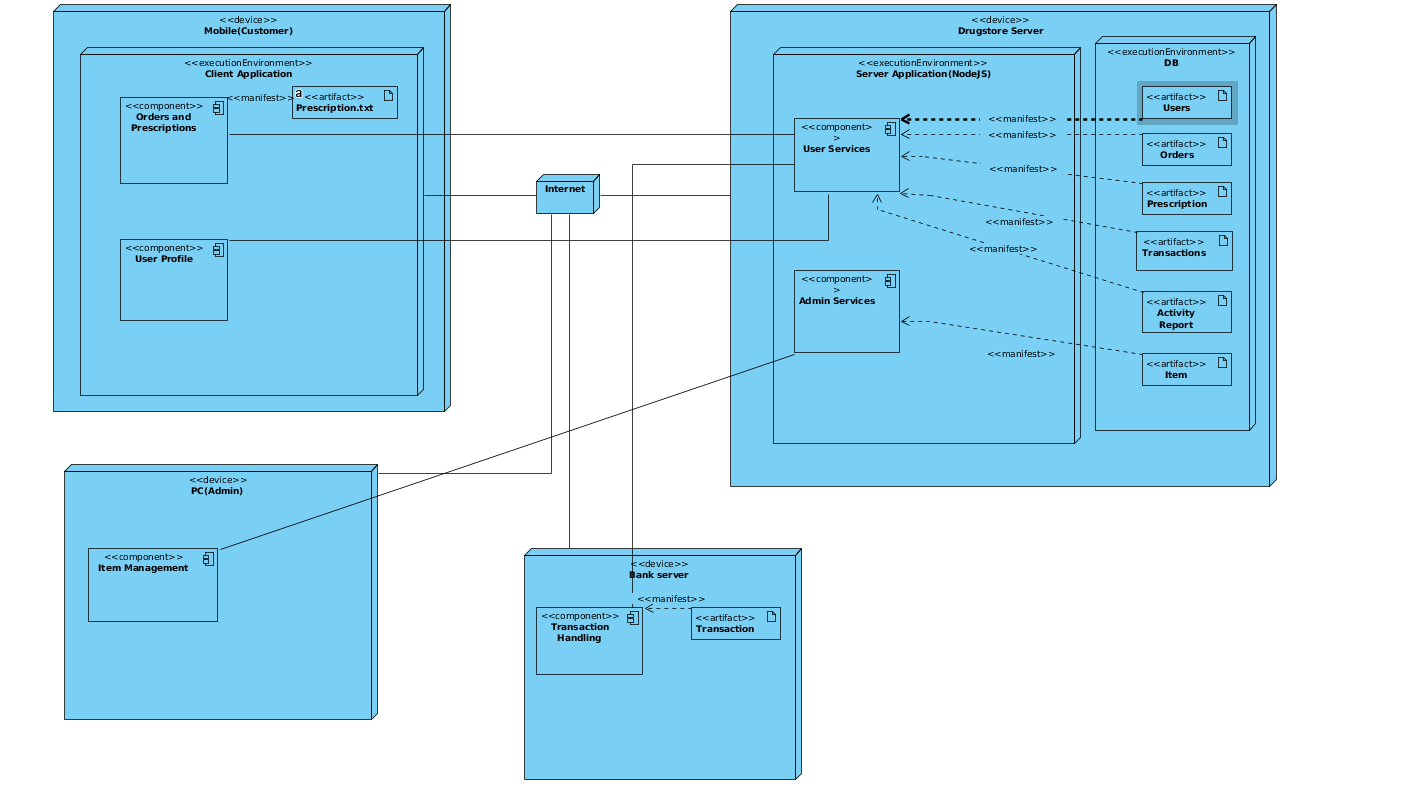 <<device>>
Mobile(Customer)
<<executionEnvironment>>
Client Application
<<component>>
Orders and
Prescriptions
<<manifest>>
a
<<artifact>>
Prescription.txt
<<component>>
User Profile
Internet
<<device>>
Drugstore Server
<<executionEnvironment>>
Server Application(NodeJS)
<<component>
>
User Services
<<component>
>
Admin Services
<<manifest>>
<<manifest>>
<<manifest>>
<<manifest>>
<<manifest>>
<<manifest>>
<<executionEnvironment>>
DB
<<artifact>>
Users
<<artifact>>
Orders
<<artifact>>
Prescription
<<artifact>>
Transactions
<<artifact>>
Activity
Report
<<artifact>>
Item
<<device>>
PC(Admin)
<<component>>
Item Management
<<device>>
Bank server
<<manifest>>
<<component>>
Transaction
Handling
<<artifact>>
Transaction